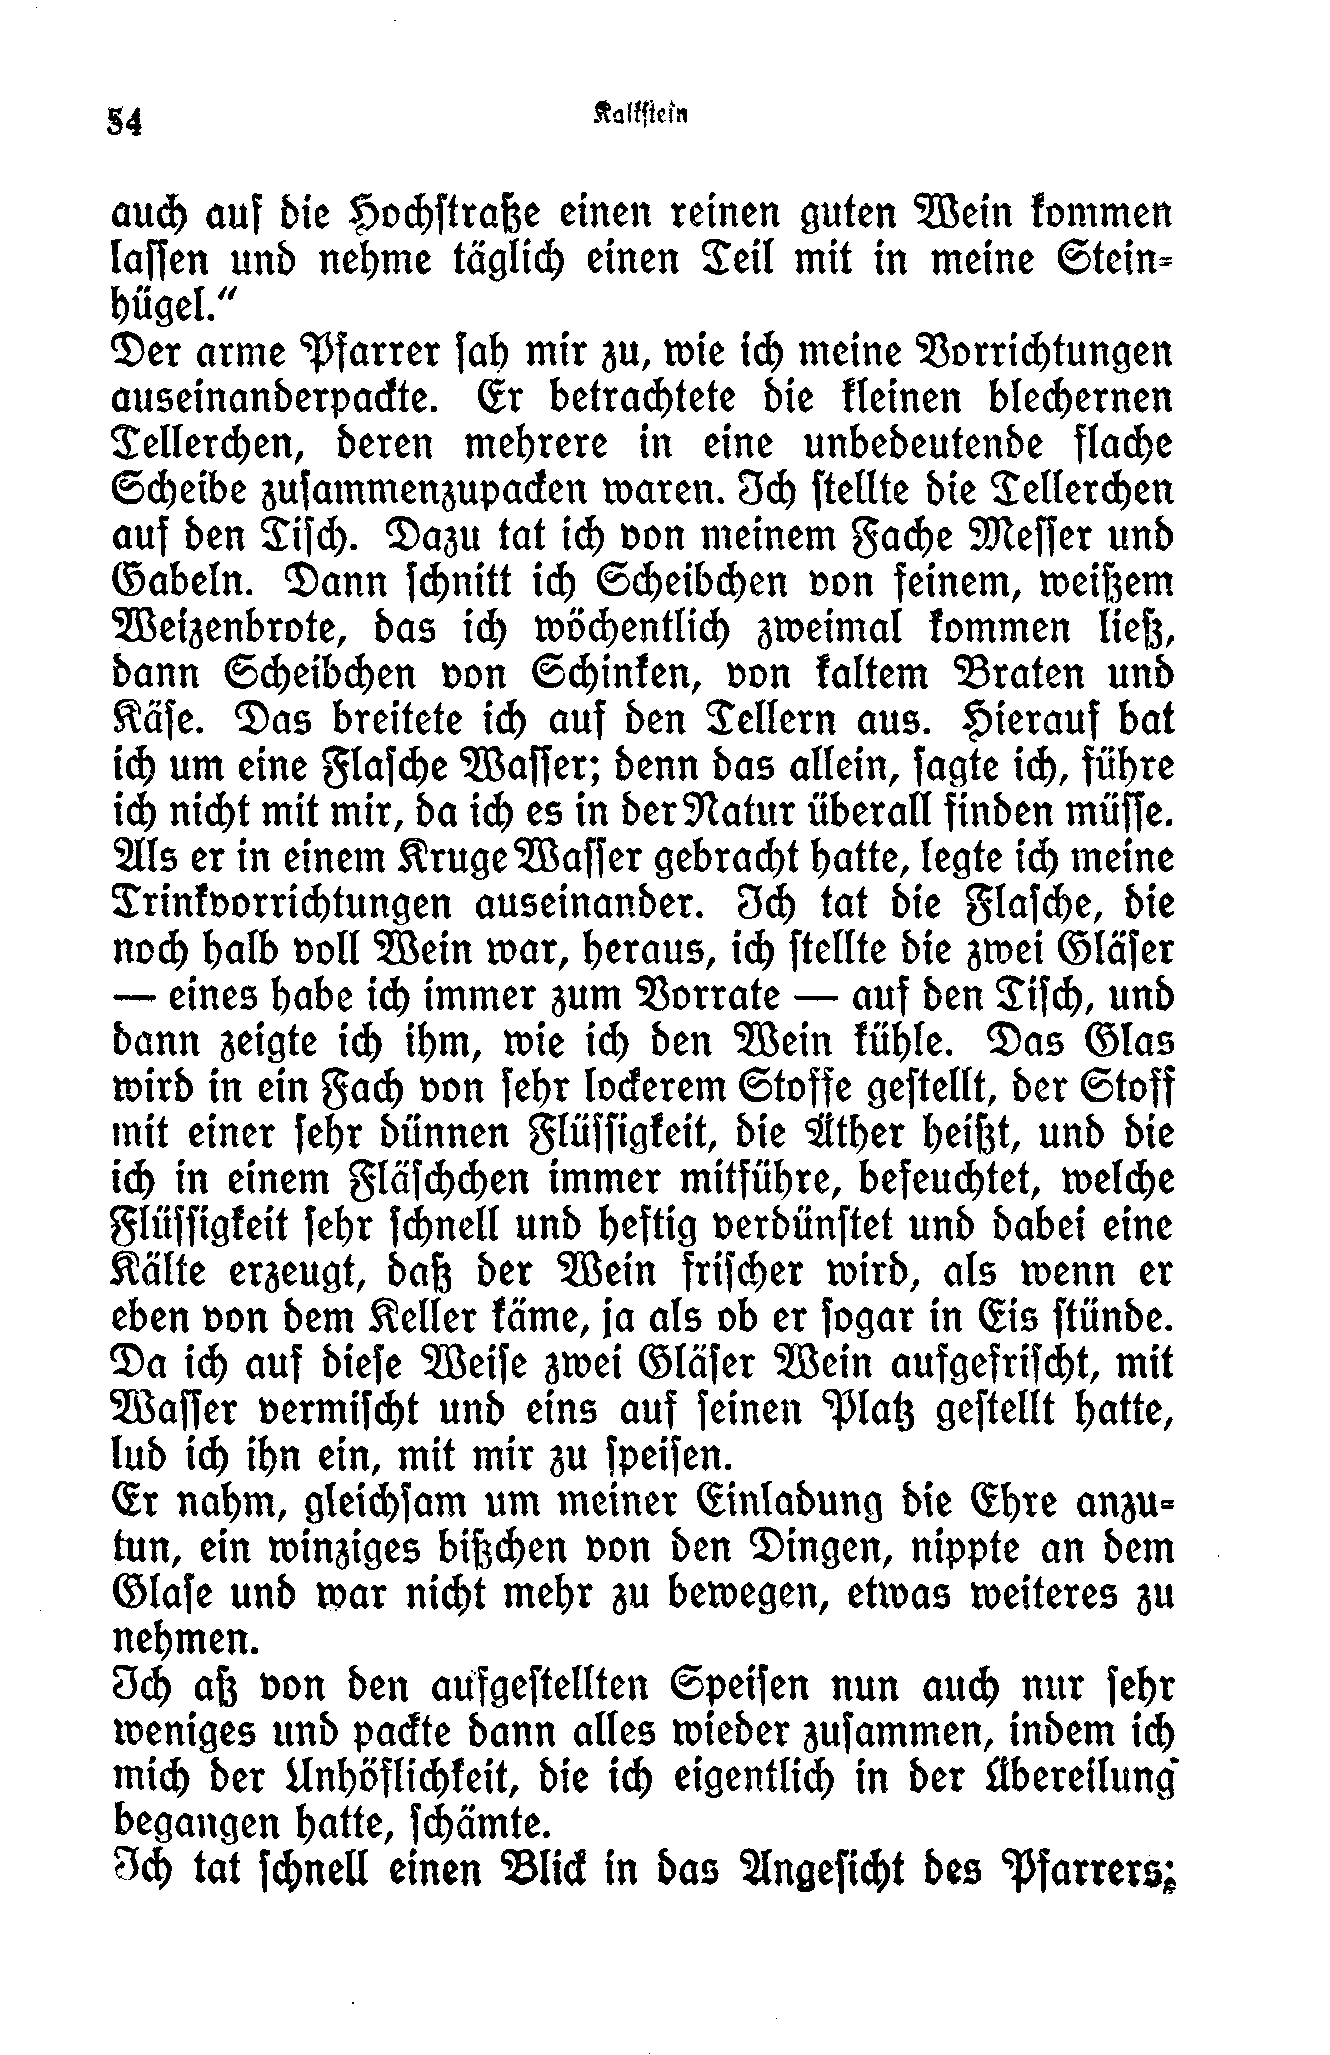 54
Kalkstein
auch auf die Hochstraße einen reinen guten Wein kommen
lassen und nehme täglich einen Teil mit in meine Stein-
hügel.“
Der arme Pfarrer sah mir zu, wie ich meine Vorrichtungen
auseinanderpackte. Er betrachtete die kleinen blechernen
Tellerchen, deren mehrere in eine unbedeutende flache
Scheibe zusammenzupacken waren. Ich stellte die Tellerchen
auf den Tisch. Dazu tat ich von meinem Fache Messer und
Gabeln. Dann schnitt ich Scheibchen von feinem, weißem
Weizenbrote, das ich wöchentlich zweimal kommen ließ,
dann Scheibchen von Schinken, von kaltem Braten und
Käse. Das breitete ich auf den Tellern aus. Hierauf bat
ich um eine Flasche Wasser; denn das allein, sagte ich, führe
ich nicht mit mir, da ich es in der Natur überall finden müsse.
Als er in einem Kruge Wasser gebracht hatte, legte ich meine
Trinkvorrichtungen auseinander. Ich tat die Flasche, die
noch halb voll Wein war, heraus, ich stellte die zwei Gläser
— eines habe ich immer zum Vorrate — auf den Tisch, und
dann zeigte ich ihm, wie ich den Wein kühle. Das Glas
wird in ein Fach von sehr lockerem Stoffe gestellt, der Stoff
mit einer sehr dünnen Flüssigkeit, die Äther heißt, und die
ich in einem Fläschchen immer mitführe, befeuchtet, welche
Flüssigkeit sehr schnell und heftig verdünstet und dabei eine
Kälte erzeugt, daß der Wein frischer wird, als wenn er
eben von dem Keller käme, ja als ob er sogar in Eis stünde.
Da ich auf diese Weise zwei Gläser Wein aufgefrischt, mit
Wasser vermischt und eins auf seinen Platz gestellt hatte,
lud ich ihn ein, mit mir zu speisen.
Er nahm, gleichsam um meiner Einladung die Ehre anzu-
tun, ein winziges bißchen von den Dingen, nippte an dem
Glase und war nicht mehr zu bewegen, etwas weiteres zu
nehmen.
Ich aß von den aufgestellten Speisen nun auch nur sehr
weniges und packte dann alles wieder zusammen, indem ich
mich der Unhöflichkeit, die ich eigentlich in der Übereilung
begangen hatte, schämte.
Ich tat schnell einen Blick in das Angesicht des Pfarrers;